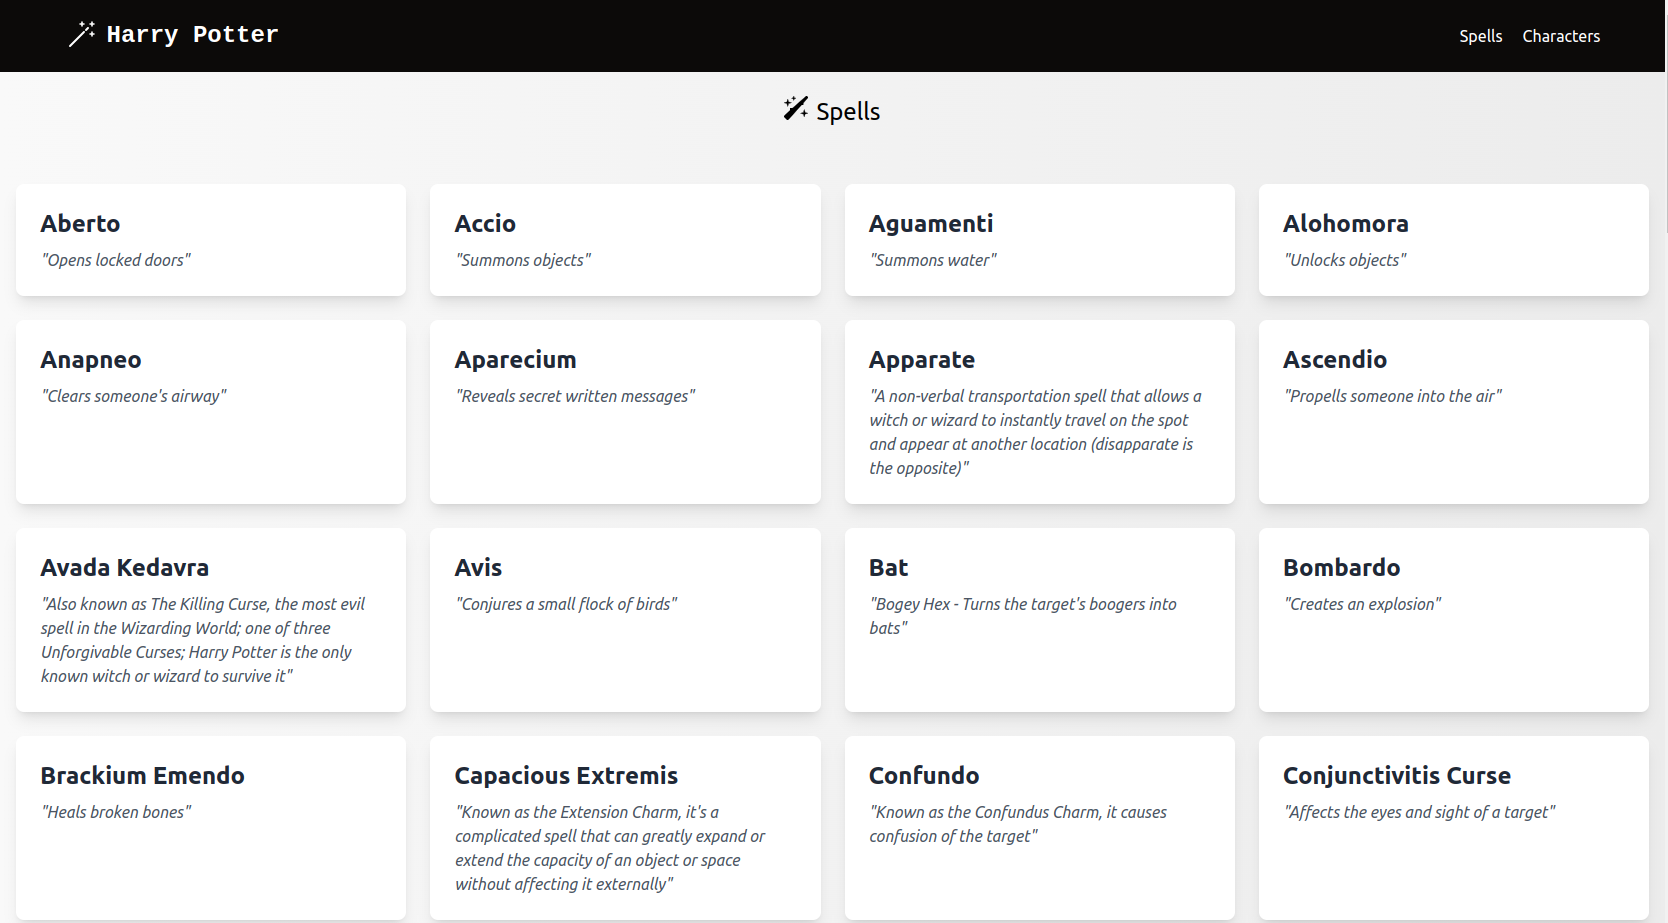 Harry Potter
Spells
Characters
Spells
Aberto
"Opens locked doors"
Accio
"Summons objects"
Aguamenti
"Summons water"
Alohomora
"Unlocks objects"
Anapneo
"Clears someone's airway"
Aparecium
"Reveals secret written messages"
Apparate
"A non-verbal transportation spell that allows a
witch or wizard to instantly travel on the spot
and appear at another location (disapparate is
the opposite)"
Ascendio
"Propells someone into the air"
Avada Kedavra
"Also known as The Killing Curse, the most evil
spell in the Wizarding World; one of three
Unforgivable Curses; Harry Potter is the only
known witch or wizard to survive it"
Avis
"Conjures a small flock of birds"
Bat
"Bogey Hex - Turns the target's boogers into
bats"
Bombardo
"Creates an explosion"
Brackium Emendo
"Heals broken bones"
Capacious Extremis
"Known as the Extension Charm, it's a
complicated spell that can greatly expand or
extend the capacity of an object or space
without affecting it externally"
Confundo
"Known as the Confundus Charm, it causes
confusion of the target"
Conjunctivitis Curse
"Affects the eyes and sight of a target"